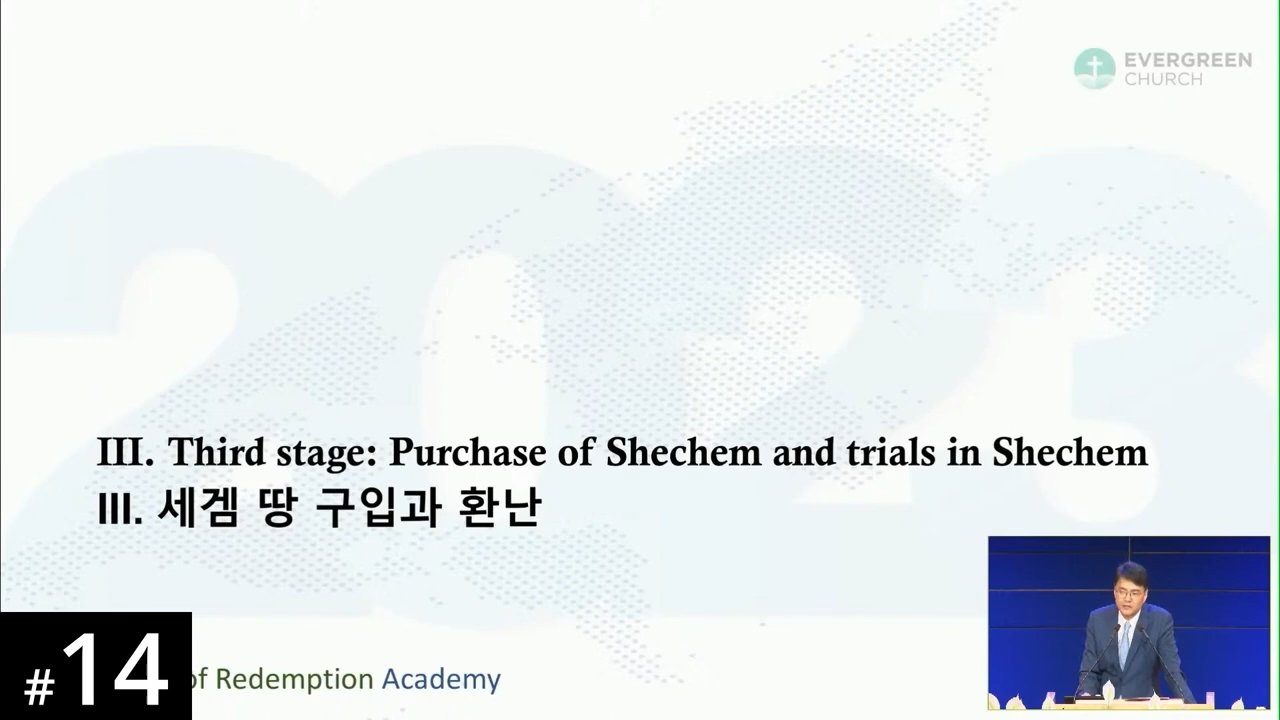 EVERGREEN
CHURCH
III. Third stage: Purchase of Shechem and trials in Shechem
III. 세겜 땅 구입과 환난
of Redemption Academy
#14